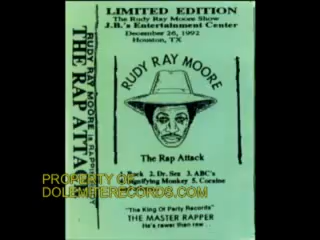 LIMITED EDITION
The Rudy Ray Moore Show
J.B.'s Entertainment Center
December 26, 1992
Houston, TX
RUDY RAY MOORE
The Rap Attack
2. Dr. Sex 3. ABC's
Monkey 5. Cocaine
"The King Of Party Records"
THE MASTER RAPPER
He's rawer than raw...
RUDY RAY MOORE is RAPP
THE RAP ATTA
PROPERTY OF
DOLEMITERECORDS.COM